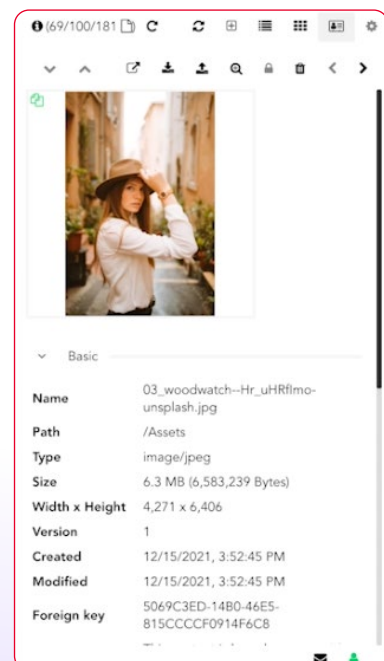 (69/100/181
Basic
Name 03_woodwatch--Hr_uHRflmo-
unsplash.jpg
Path /Assets
Type image/jpeg
Size 6.3 MB (6,583,239 Bytes)
Width x Height 4,271 x 6,406
Version 1
Created 12/15/2021, 3:52:45 PM
Modified 12/15/2021, 3:52:45 PM
Foreign key 5069C3ED-14B0-46E5-
815CCCCF0914F6C8